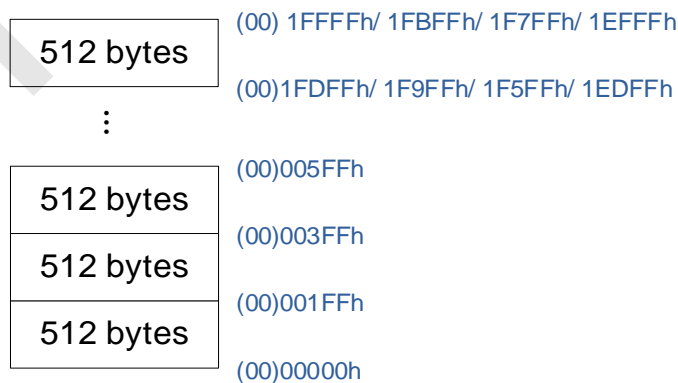 (00) 1FFFFh/ 1FBFFh/ 1F7FFh/ 1EFFFh
512 bytes
(00)1FDFFh/ 1F9FFh/ 1F5FFh/ 1EDFFh
⋮
(00)005FFh
512 bytes
(00)003FFh
512 bytes
(00)001FFh
512 bytes
(00)00000h